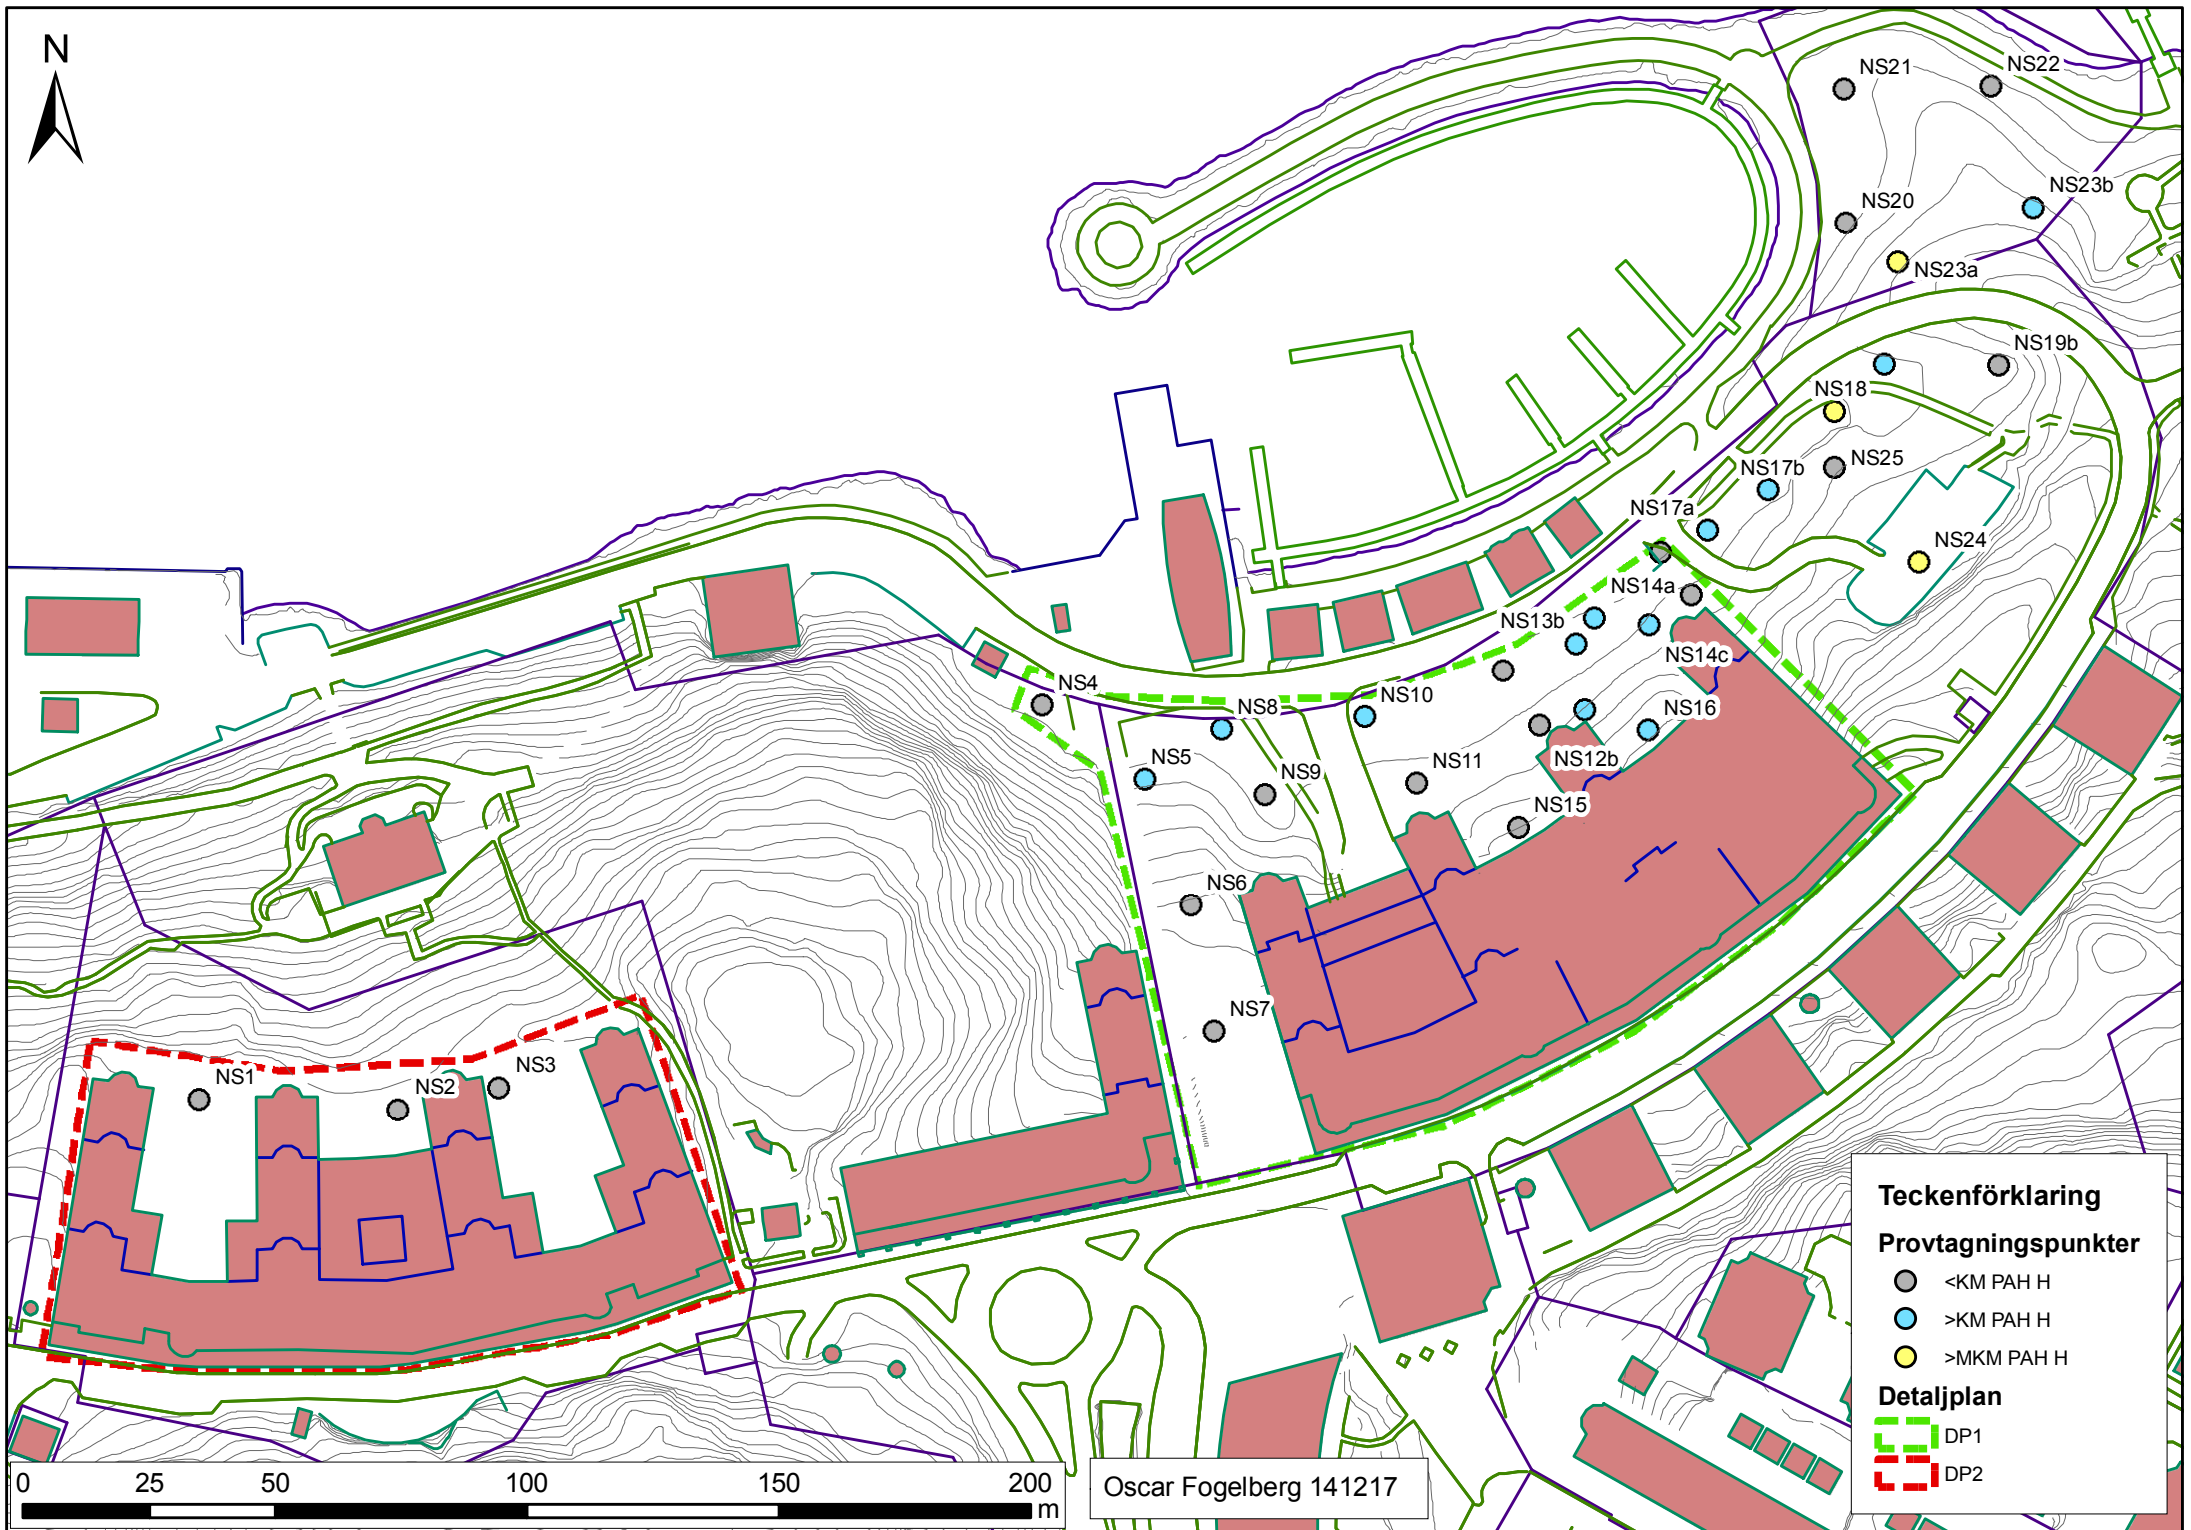 N
NS21
NS22
NS23b
NS20
NS23a
NS19b
NS18
NS25
NS17b
NS17a
NS24
NS14a
NS13b
NS14c
NS4
NS8
NS10
NS16
NS5
NS9
NS11
NS12b
NS15
NS6
NS7
NS1
NS2
NS3
Teckenförklaring
Provtagningspunkter
<KM PAH H
>KM PAH H
>MKM PAH H
Detaljplan
DP1
DP2
0 25 50 100 150 200
m
Oscar Fogelberg 141217